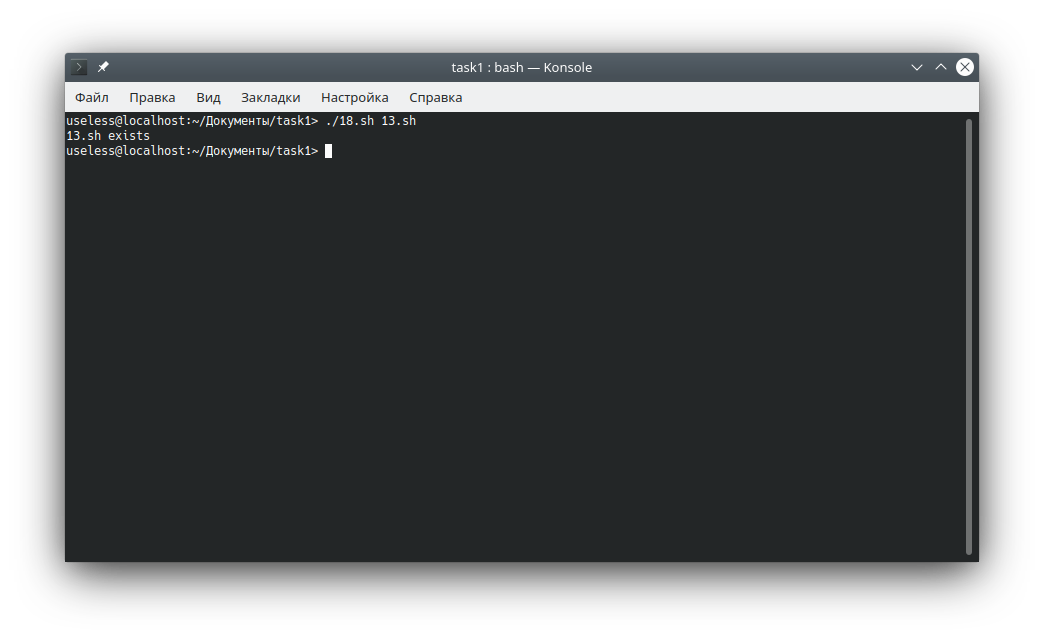 task1 : bash — Konsole
Файл Правка Вид Закладки Настройка Справка
useless@localhost:~/Документы/task1> ./18.sh 13.sh
13.sh exists
useless@localhost:~/Документы/task1>